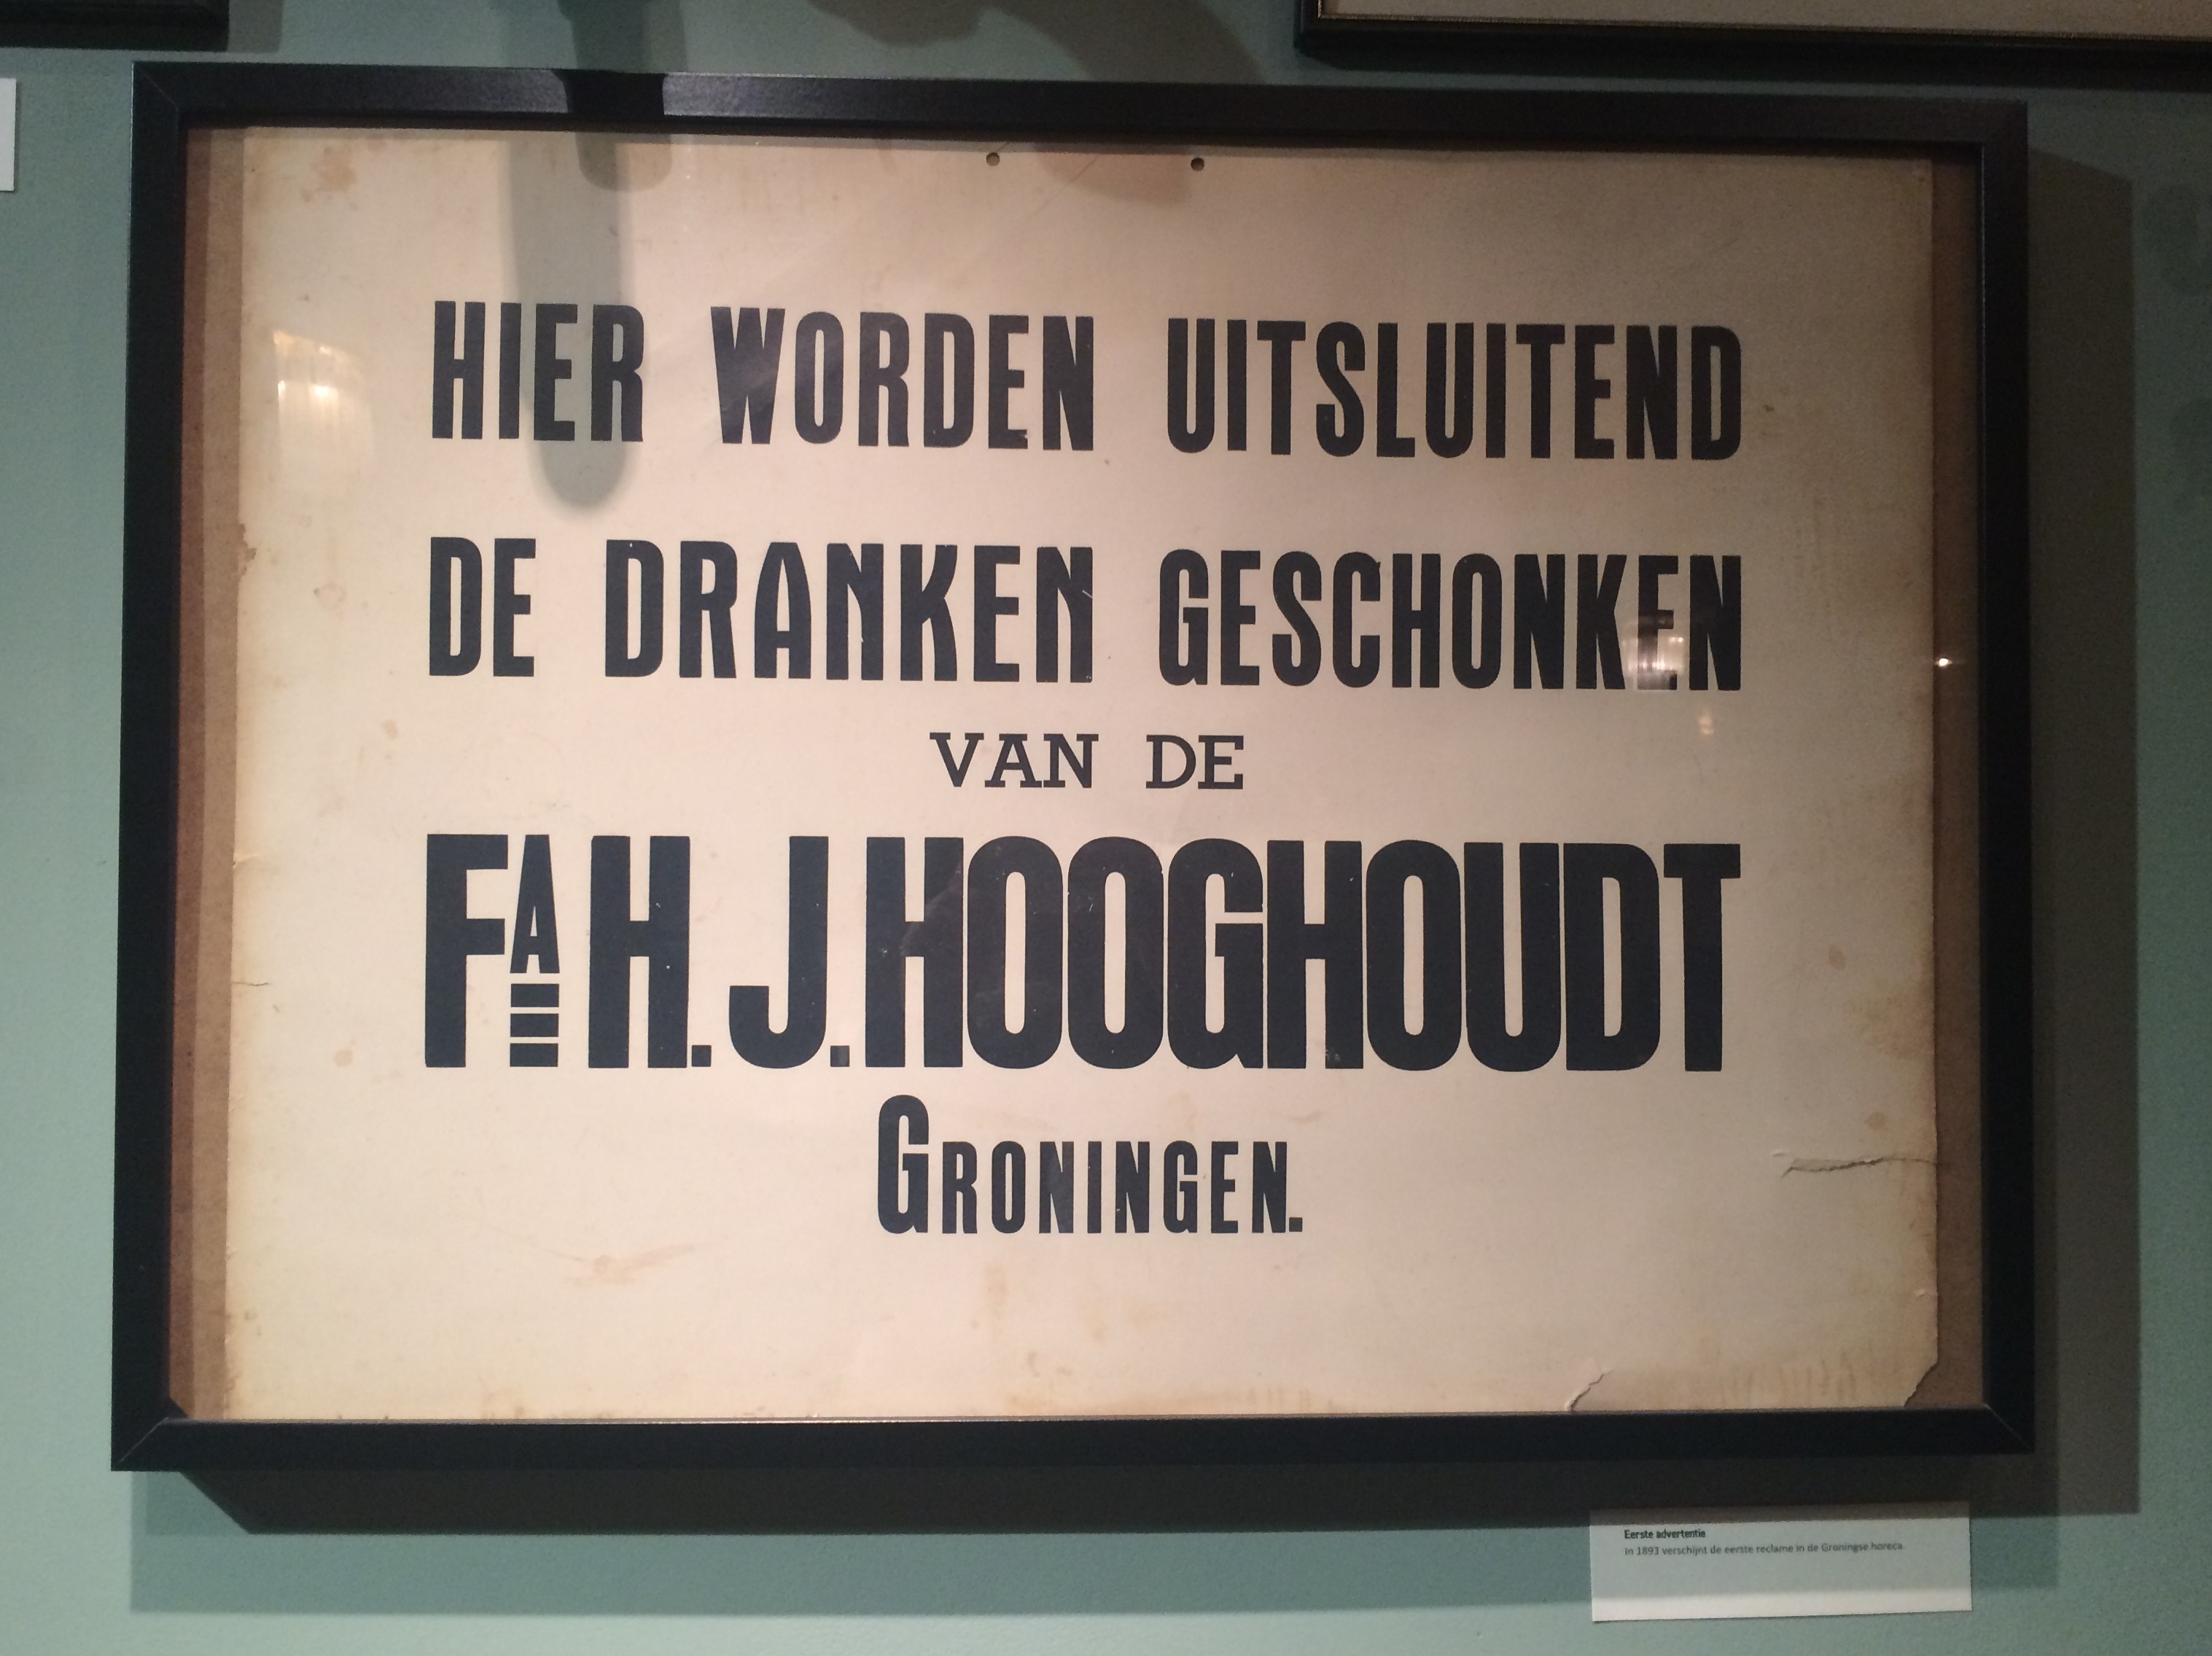 HIER WORDEN UITSLUITEND
DE DRANKEN GESCHONKEN
VAN DE
FA H. J. HOOGHOUDT
GRONINGEN.
Eerste advertentie
In 1893 verschijnt de eerste reclame in de Groningse horeca.